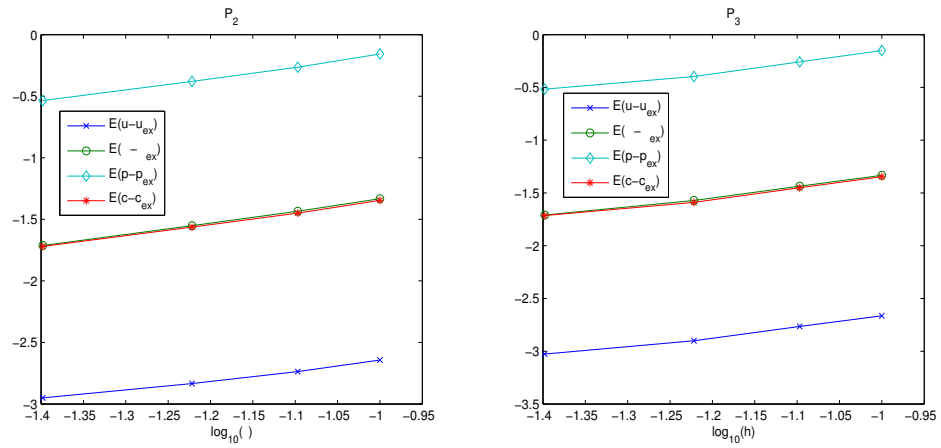 P2
0
−0.5
−1
−1.5
−2
−2.5
−3
−1.4 −1.35 −1.3 −1.25 −1.2 −1.15 −1.1 −1.05 −1 −0.95
log10( )
E(u−uex)
E( − ex)
E(p−pex)
E(c−cex)
P3
0
−0.5
−1
−1.5
−2
−2.5
−3
−3.5
−1.4 −1.35 −1.3 −1.25 −1.2 −1.15 −1.1 −1.05 −1 −0.95
log10(h)
E(u−uex)
E( − ex)
E(p−pex)
E(c−cex)